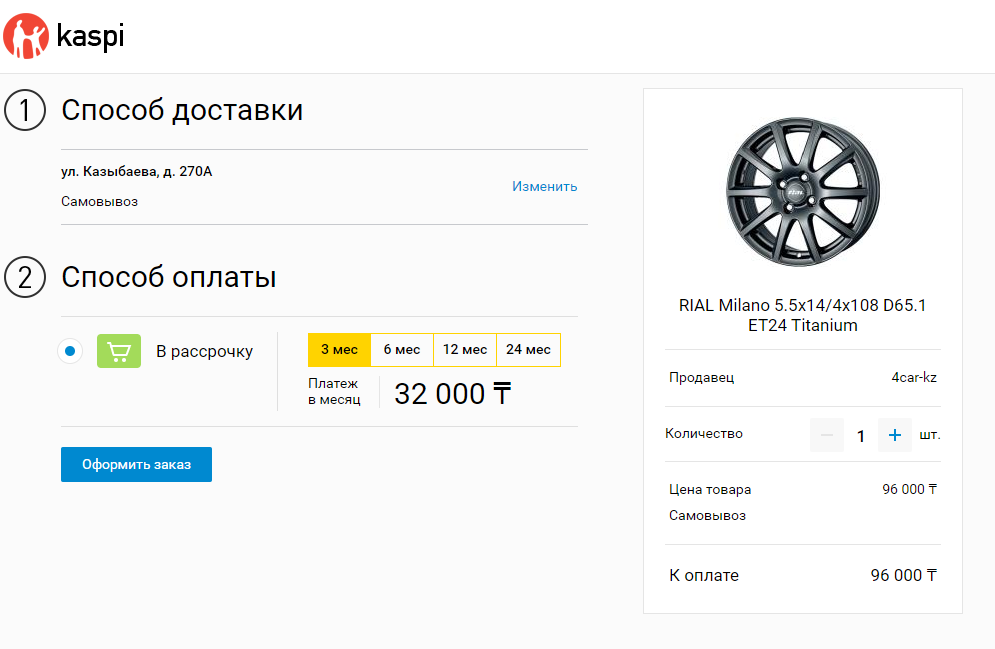 kaspi
1 Способ доставки
ул. Казыбаева, д. 270А
Самовывоз
Изменить
2 Способ оплаты
В рассрочку
3 мес 6 мес 12 мес 24 мес
Платеж
в месяц
32 000 ₸
Оформить заказ
RIAL Milano 5.5x14/4x108 D65.1
ET24 Titanium
Продавец 4car-kz
Количество − 1 + шт.
Цена товара 96 000 ₸
Самовывоз
К оплате 96 000 ₸